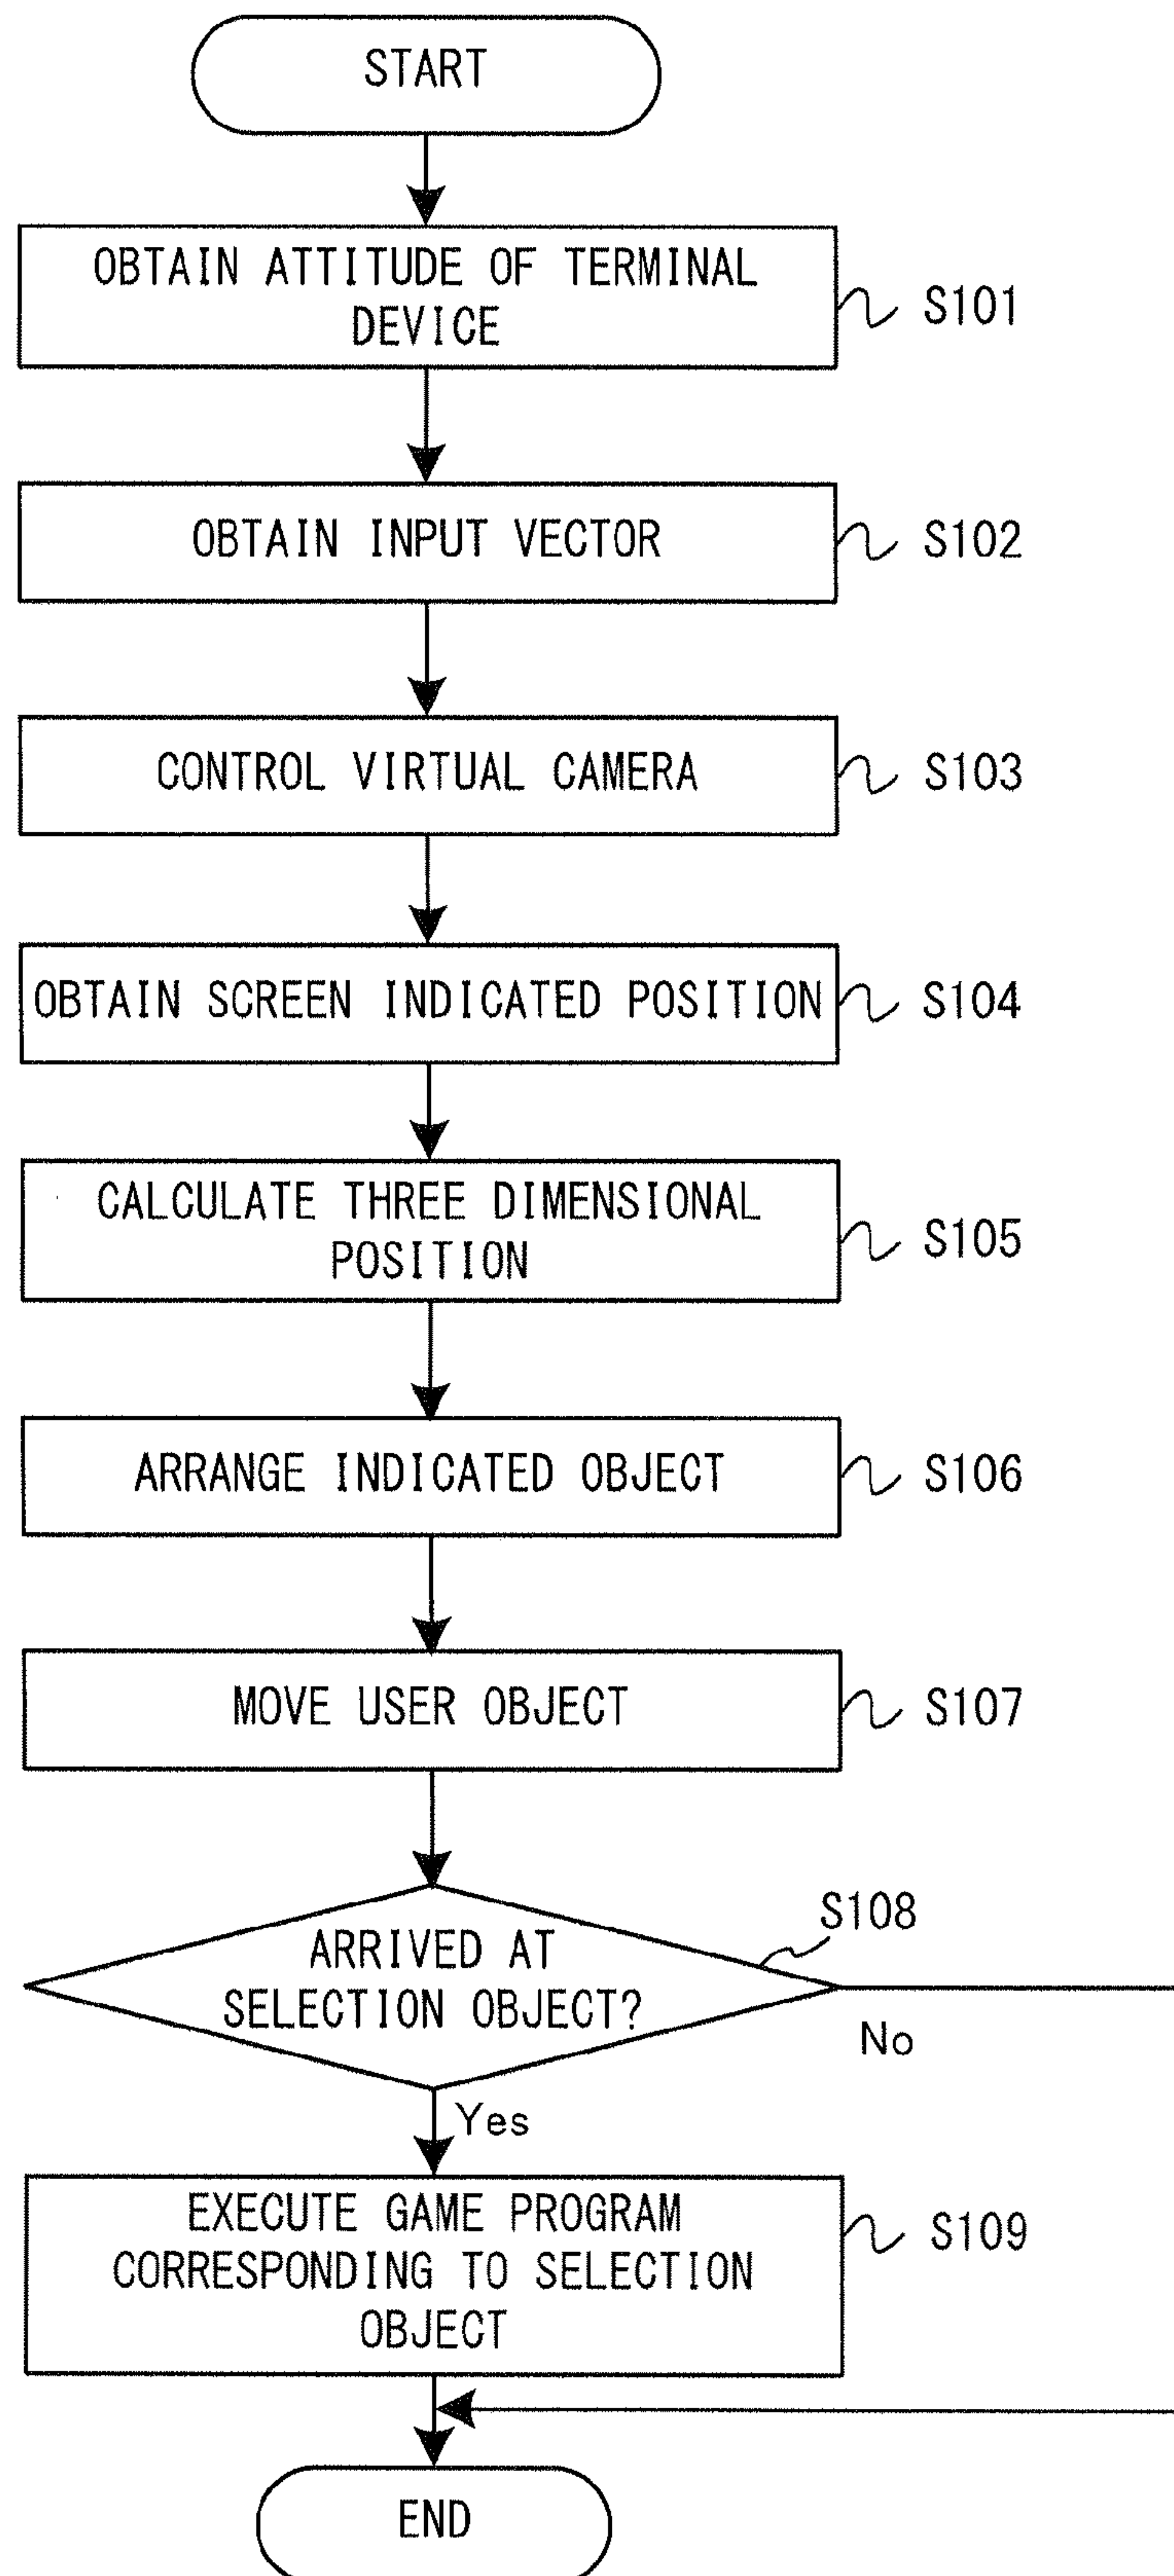 START
OBTAIN ATTITUDE OF TERMINAL
DEVICE
S101
OBTAIN INPUT VECTOR
S102
CONTROL VIRTUAL CAMERA
S103
OBTAIN SCREEN INDICATED POSITION
S104
CALCULATE THREE DIMENSIONAL
POSITION
S105
ARRANGE INDICATED OBJECT
S106
MOVE USER OBJECT
S107
S108
ARRIVED AT
SELECTION OBJECT?
No
Yes
EXECUTE GAME PROGRAM
CORRESPONDING TO SELECTION
OBJECT
S109
END